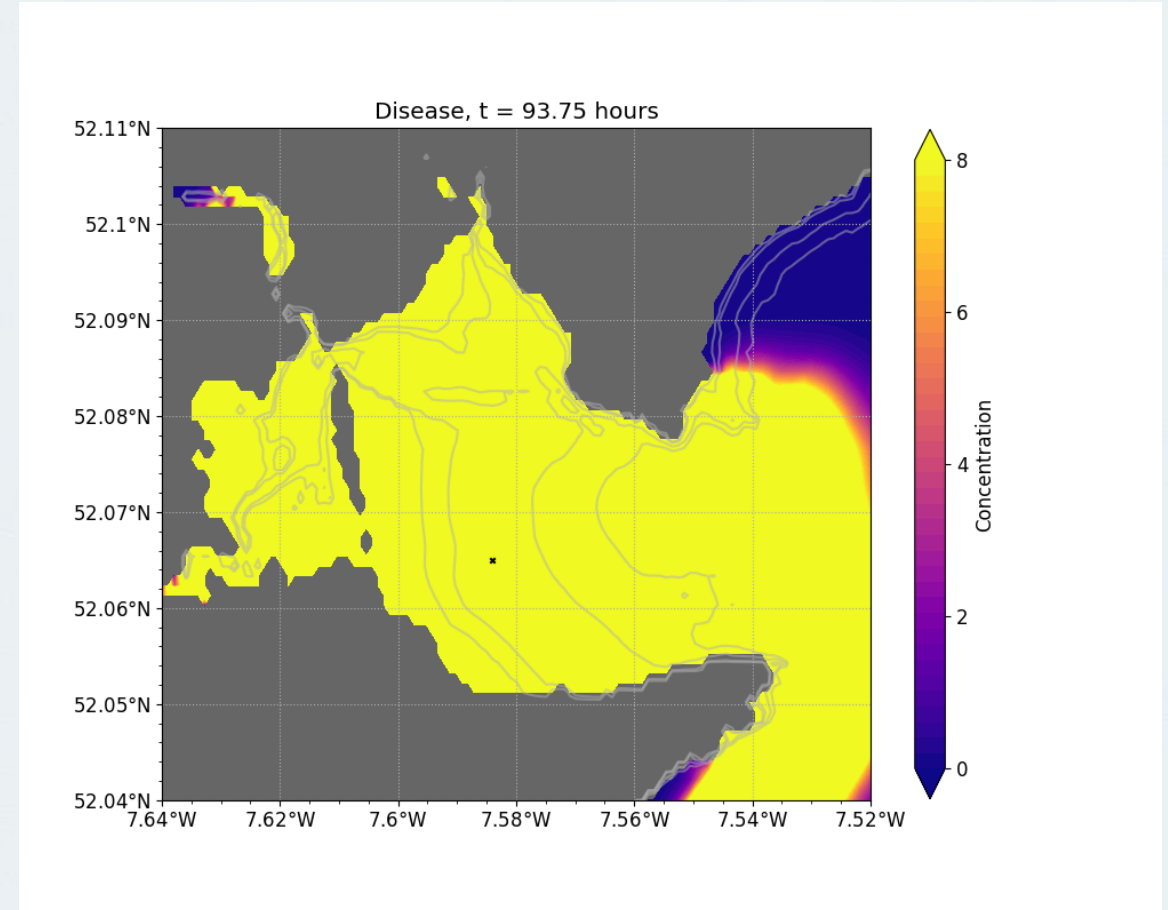 Disease, t = 93.75 hours
52.11°N
52.1°N
52.09°N
52.08°N
52.07°N
52.06°N
52.05°N
52.04°N
7.64°W 7.62°W 7.6°W 7.58°W 7.56°W 7.54°W 7.52°W
8
6
4
2
0
Concentration